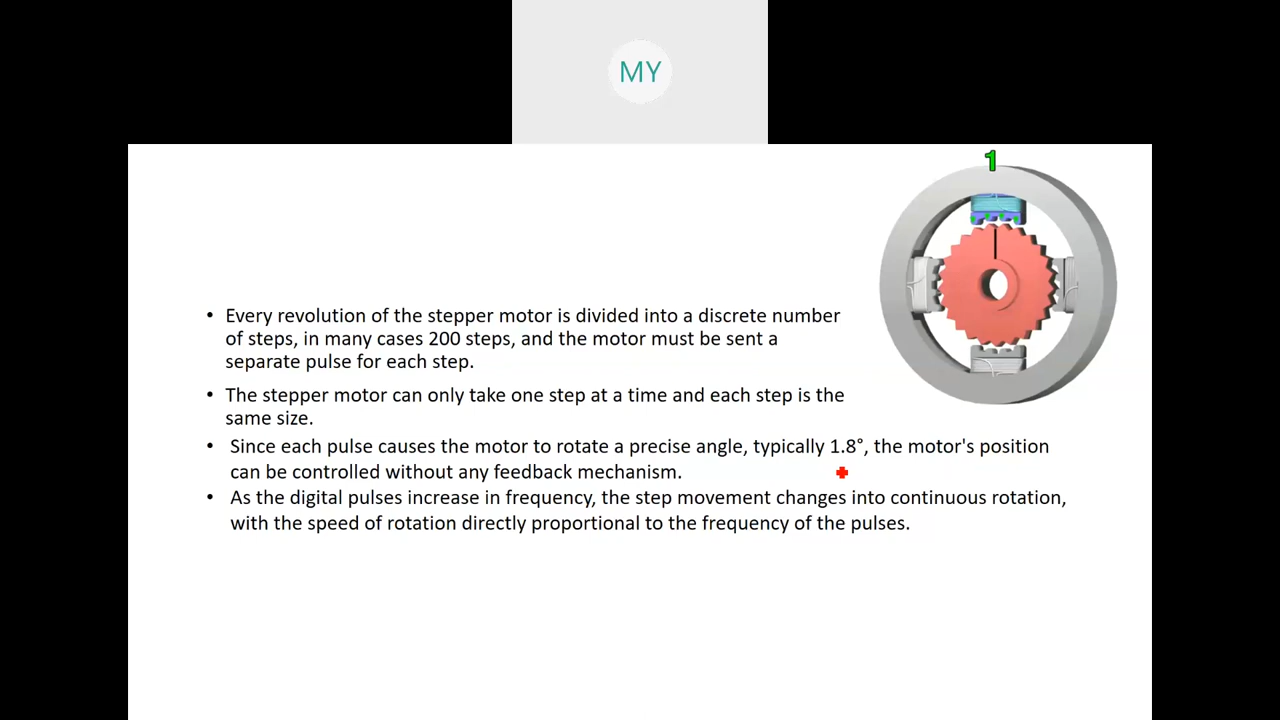 MY
1
• Every revolution of the stepper motor is divided into a discrete number
of steps, in many cases 200 steps, and the motor must be sent a
separate pulse for each step.
• The stepper motor can only take one step at a time and each step is the
same size.
• Since each pulse causes the motor to rotate a precise angle, typically 1.8°, the motor's position
can be controlled without any feedback mechanism.
• As the digital pulses increase in frequency, the step movement changes into continuous rotation,
with the speed of rotation directly proportional to the frequency of the pulses.